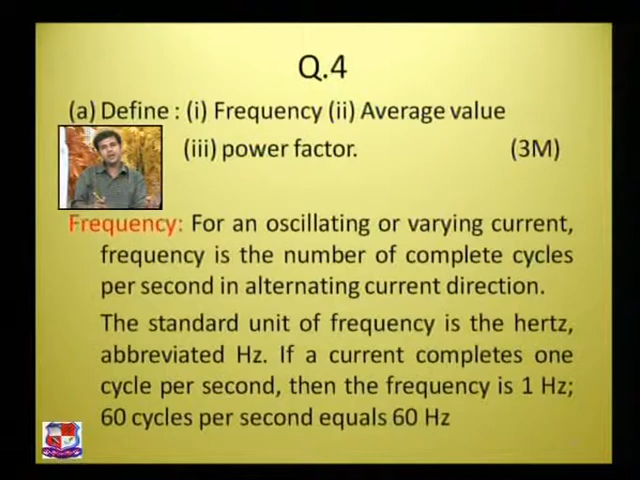 Q.4
(a) Define : (i) Frequency (ii) Average value
(iii) power factor. (3M)
Frequency: For an oscillating or varying current,
frequency is the number of complete cycles
per second in alternating current direction.
The standard unit of frequency is the hertz,
abbreviated Hz. If a current completes one
cycle per second, then the frequency is 1 Hz;
60 cycles per second equals 60 Hz